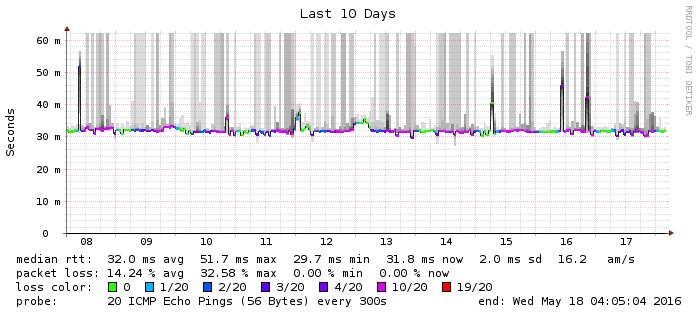 Last 10 Days
RRDTOOL / TOBI OETIKER
Seconds
60 m
50 m
40 m
30 m
20 m
10 m
0
08 09 10 11 12 13 14 15 16 17
median rtt: 32.0 ms avg 51.7 ms max 29.7 ms min 31.8 ms now 2.0 ms sd 16.2 am/s
packet loss: 14.24 % avg 32.58 % max 0.00 % min 0.00 % now
loss color: 0 1/20 2/20 3/20 4/20 10/20 19/20
probe: 20 ICMP Echo Pings (56 Bytes) every 300s end: Wed May 18 04:05:04 2016